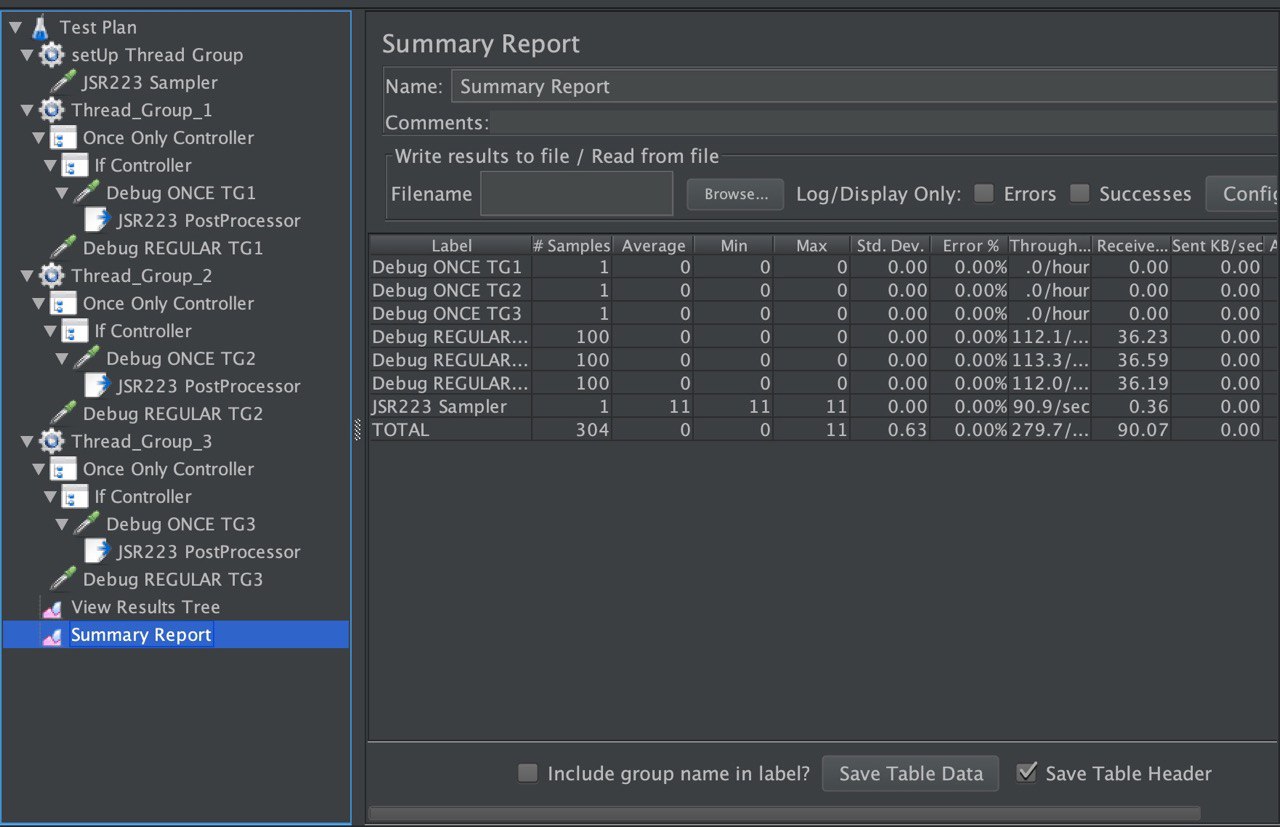 Test Plan
setUp Thread Group
JSR223 Sampler
Thread_Group_1
Once Only Controller
If Controller
Debug ONCE TG1
JSR223 PostProcessor
Debug REGULAR TG1
Thread_Group_2
Once Only Controller
If Controller
Debug ONCE TG2
JSR223 PostProcessor
Debug REGULAR TG2
Thread_Group_3
Once Only Controller
If Controller
Debug ONCE TG3
JSR223 PostProcessor
Debug REGULAR TG3
View Results Tree
Summary Report
Summary Report
Name: Summary Report
Comments:
Write results to file / Read from file
Filename Browse... Log/Display Only: Errors Successes Config
Label # Samples Average Min Max Std. Dev. Error % Through... Receive... Sent KB/sec A
Debug ONCE TG1 1 0 0 0 0.00 0.00% .0/hour 0.00 0.00
Debug ONCE TG2 1 0 0 0 0.00 0.00% .0/hour 0.00 0.00
Debug ONCE TG3 1 0 0 0 0.00 0.00% .0/hour 0.00 0.00
Debug REGULAR... 100 0 0 0 0.00 0.00% 112.1/... 36.23 0.00
Debug REGULAR... 100 0 0 0 0.00 0.00% 113.3/... 36.59 0.00
Debug REGULAR... 100 0 0 0 0.00 0.00% 112.0/... 36.19 0.00
JSR223 Sampler 1 11 11 11 0.00 0.00% 90.9/sec 0.36 0.00
TOTAL 304 0 0 11 0.63 0.00% 279.7/... 90.07 0.00
Include group name in label? Save Table Data Save Table Header